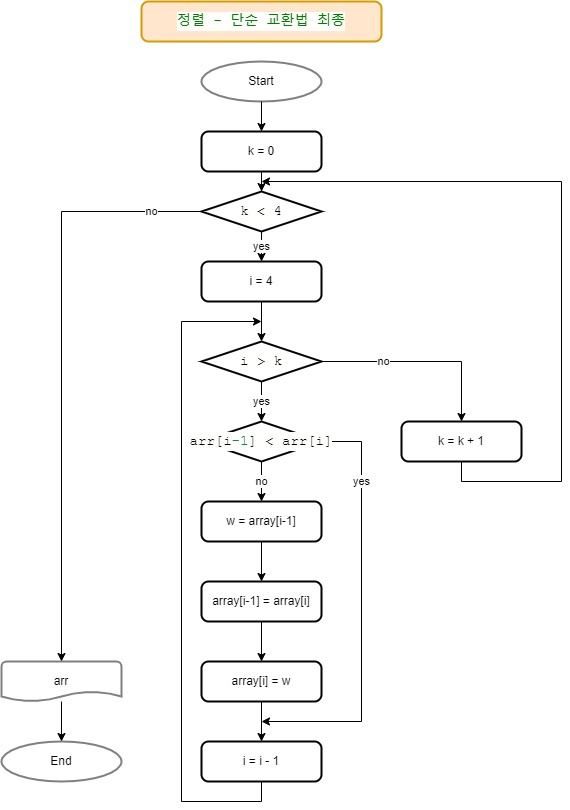 정렬 - 단순 교환법 최종
Start
k = 0
k < 4
no
yes
i = 4
i > k
no
yes
arr[i-1] < arr[i]
k = k + 1
no
yes
w = array[i-1]
array[i-1] = array[i]
arr
array[i] = w
End
i = i - 1